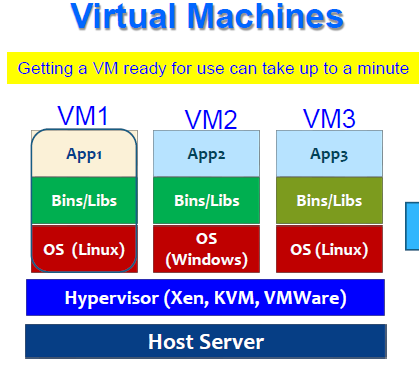 Virtual Machines
Getting a VM ready for use can take up to a minute
VM1
VM2
VM3
App1
App2
App3
Bins/Libs
Bins/Libs
Bins/Libs
OS (Linux)
OS
(Windows)
OS (Linux)
Hypervisor (Xen, KVM, VMWare)
Host Server